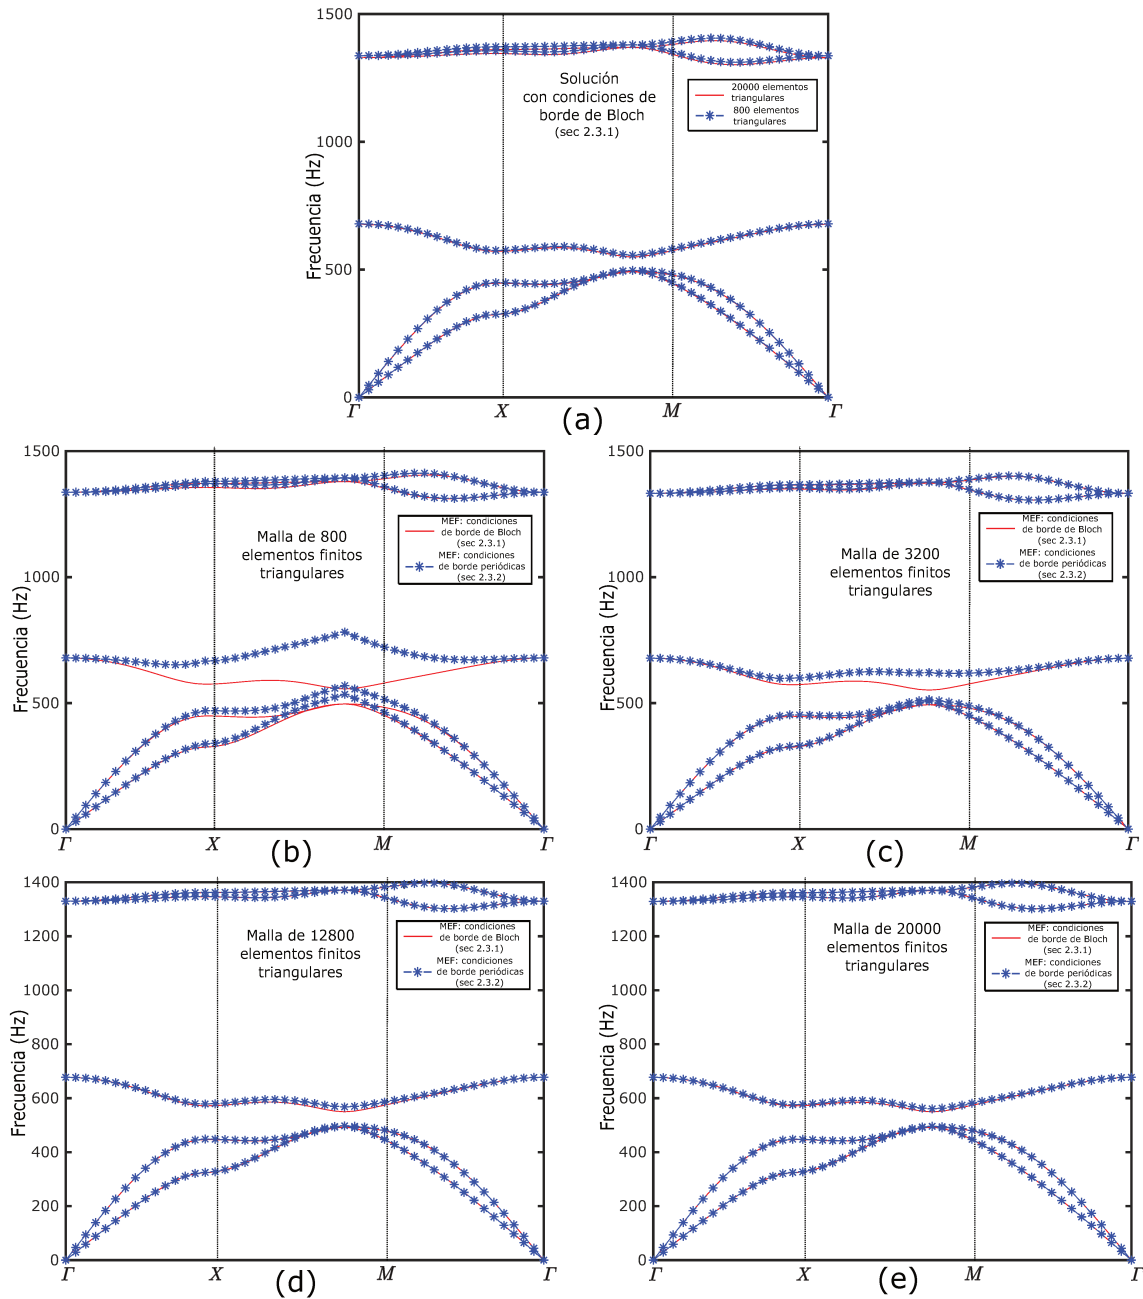 1500
1000
500
0
Frecuencia (Hz)
Solución
con condiciones de
borde de Bloch
(sec 2.3.1)
20000 elementos
triangulares
800 elementos
triangulares
Γ X M Γ
(a)
1500
1000
500
0
Frecuencia (Hz)
Malla de 800
elementos finitos
triangulares
MEF: condiciones
de borde de Bloch
(sec 2.3.1)
MEF: condiciones
de borde periódicas
(sec 2.3.2)
Γ X M Γ
(b)
1500
1000
500
0
Frecuencia (Hz)
Malla de 3200
elementos finitos
triangulares
MEF: condiciones
de borde de Bloch
(sec 2.3.1)
MEF: condiciones
de borde periódicas
(sec 2.3.2)
Γ X M Γ
(c)
1400
1200
1000
800
600
400
200
0
Frecuencia (Hz)
Malla de 12800
elementos finitos
triangulares
MEF: condiciones
de borde de Bloch
(sec 2.3.1)
MEF: condiciones
de borde periódicas
(sec 2.3.2)
Γ X M Γ
(d)
1400
1200
1000
800
600
400
200
0
Frecuencia (Hz)
Malla de 20000
elementos finitos
triangulares
MEF: condiciones
de borde de Bloch
(sec 2.3.1)
MEF: condiciones
de borde periódicas
(sec 2.3.2)
Γ X M Γ
(e)